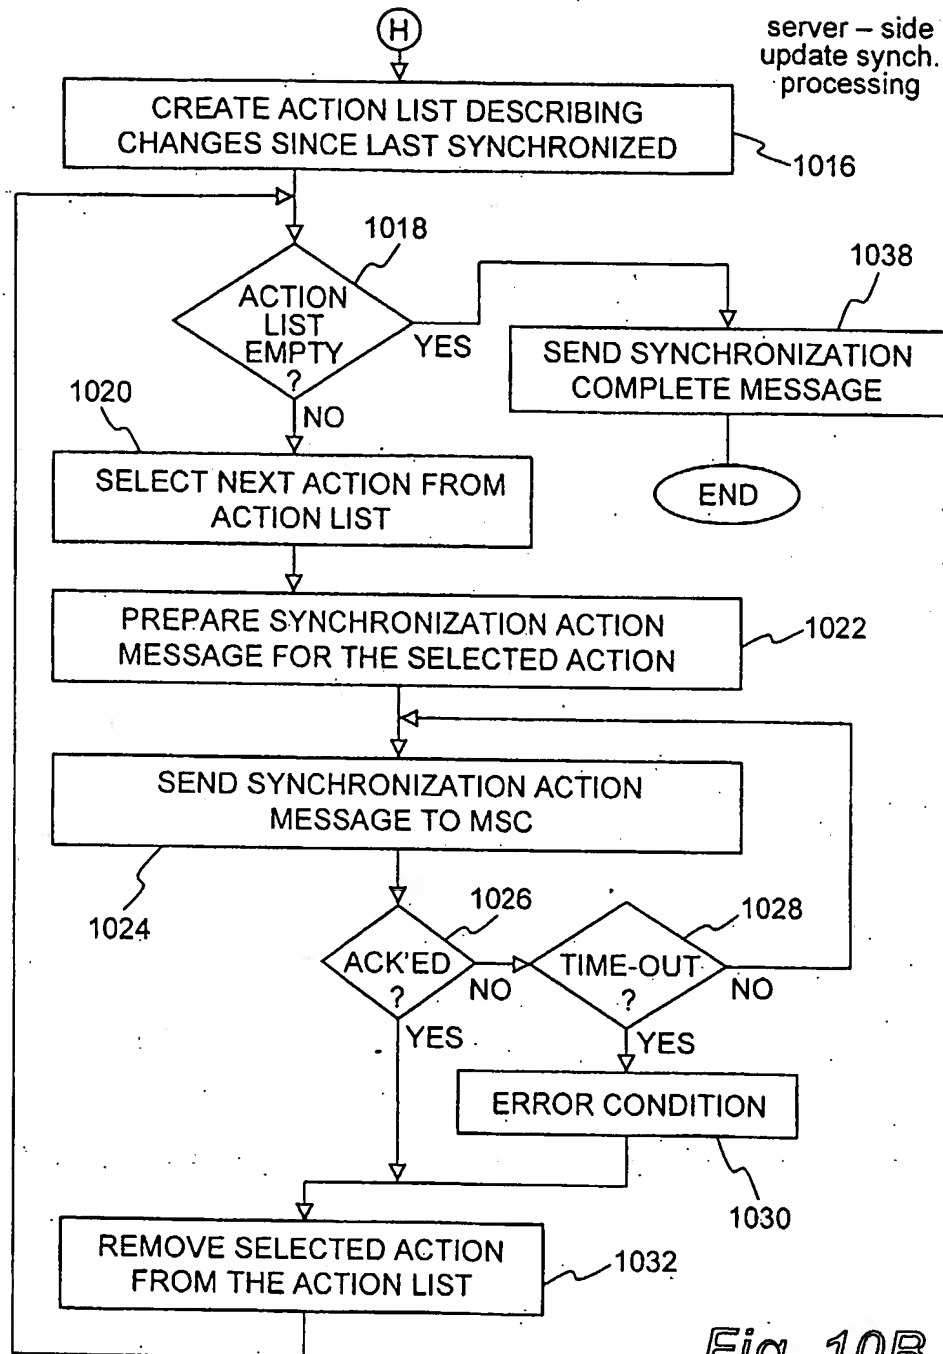 H
server – side
update synch.
processing
CREATE ACTION LIST DESCRIBING
CHANGES SINCE LAST SYNCHRONIZED
1016
1018
ACTION
LIST
EMPTY
?
YES
NO
1038
SEND SYNCHRONIZATION
COMPLETE MESSAGE
END
1020
SELECT NEXT ACTION FROM
ACTION LIST
PREPARE SYNCHRONIZATION ACTION
MESSAGE FOR THE SELECTED ACTION
1022
SEND SYNCHRONIZATION ACTION
MESSAGE TO MSC
1024
1026
ACK'ED
?
NO
YES
1028
TIME-OUT
?
NO
YES
ERROR CONDITION
1030
REMOVE SELECTED ACTION
FROM THE ACTION LIST
1032
Fig. 10B